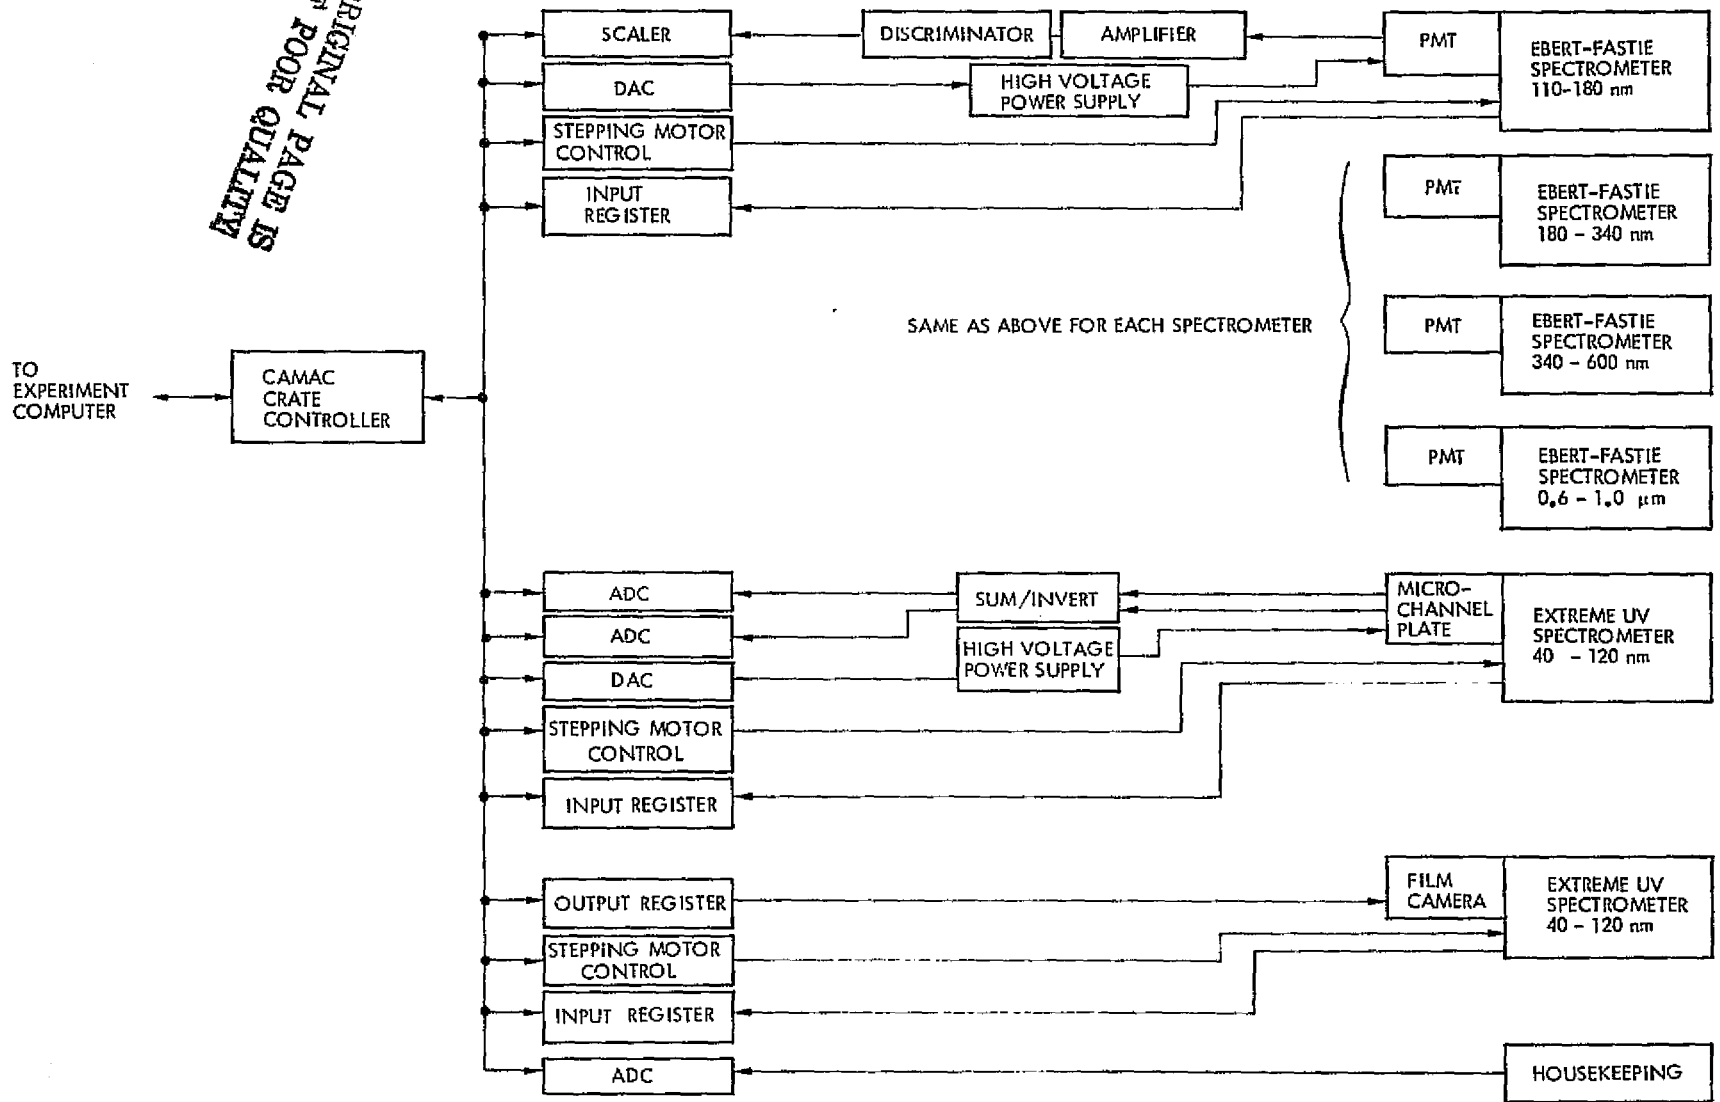 ORIGINAL PAGE IS
OF POOR QUALITY
SCALER
DISCRIMINATOR
AMPLIFIER
PMT
EBERT-FASTIE
SPECTROMETER
110-180 nm
DAC
HIGH VOLTAGE
POWER SUPPLY
STEPPING MOTOR
CONTROL
INPUT
REGISTER
PMT
EBERT-FASTIE
SPECTROMETER
180 - 340 nm
SAME AS ABOVE FOR EACH SPECTROMETER
PMT
EBERT-FASTIE
SPECTROMETER
340 - 600 nm
TO
EXPERIMENT
COMPUTER
CAMAC
CRATE
CONTROLLER
PMT
EBERT-FASTIE
SPECTROMETER
0.6 - 1.0 μm
ADC
SUM/INVERT
MICRO-
CHANNEL
PLATE
EXTREME UV
SPECTROMETER
40 - 120 nm
ADC
HIGH VOLTAGE
POWER SUPPLY
DAC
STEPPING MOTOR
CONTROL
INPUT REGISTER
OUTPUT REGISTER
FILM
CAMERA
EXTREME UV
SPECTROMETER
40 - 120 nm
STEPPING MOTOR
CONTROL
INPUT REGISTER
ADC
HOUSEKEEPING